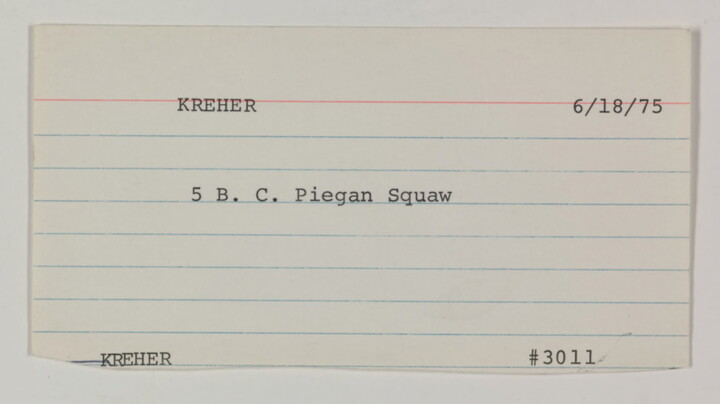 KREHER 6/18/75
5 B. C. Piegan Squaw
KREHER #3011